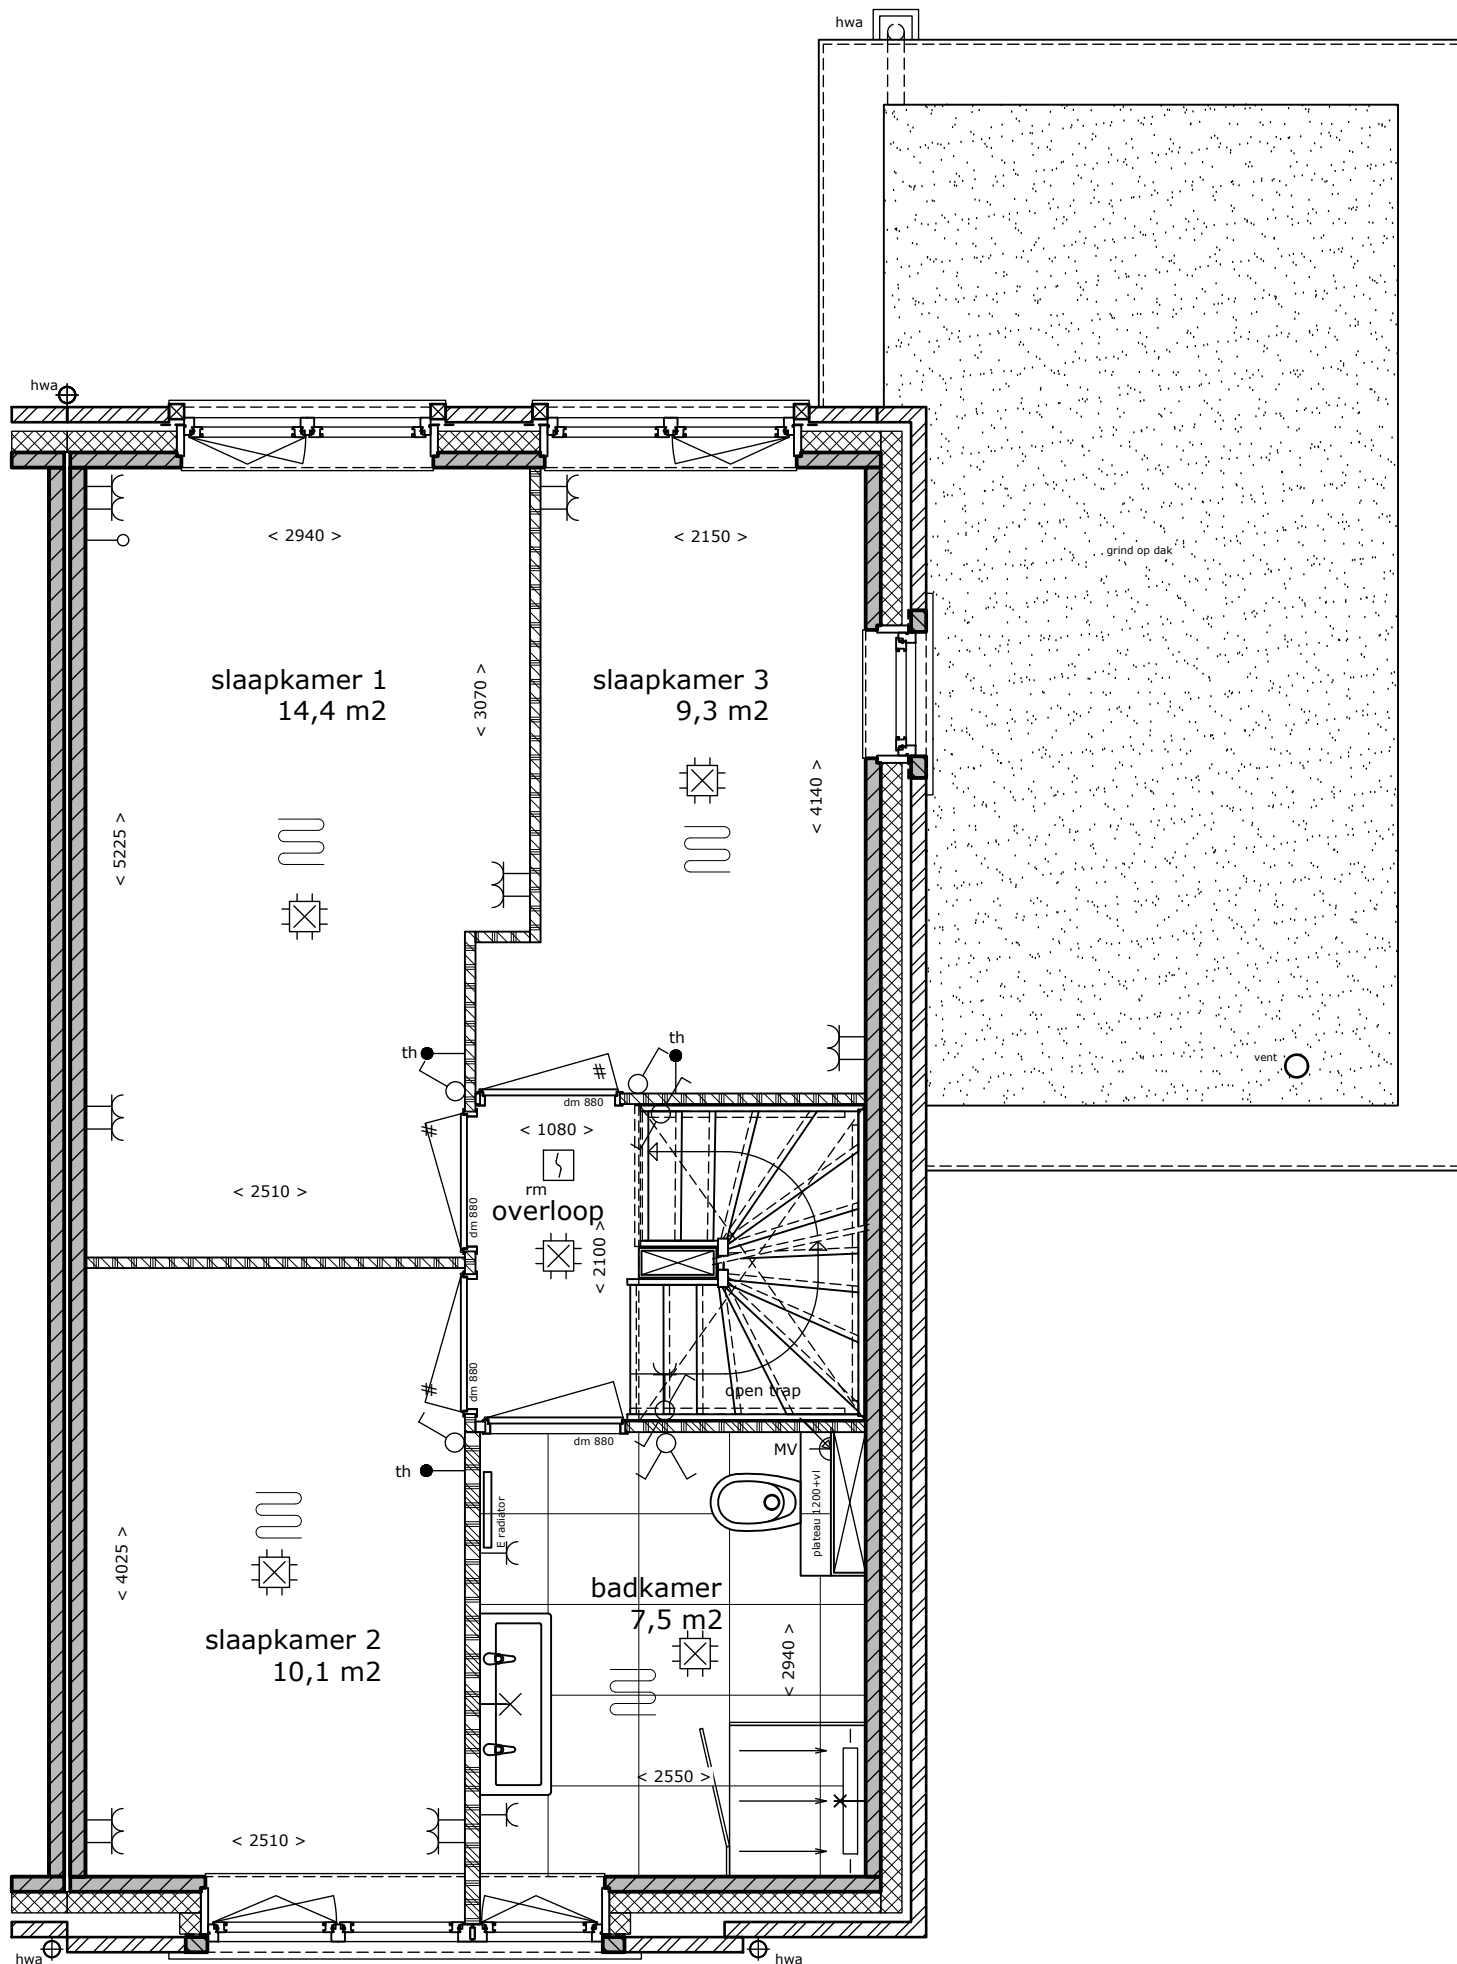 hwa
grind op dak
vent
hwa
< 2940 >
< 2150 >
slaapkamer 1
14,4 m2
< 3070 >
slaapkamer 3
9,3 m2
< 5225 >
< 4140 >
th
th
#
dm 880
#
< 1080 >
rm
overloop
< 2510 >
dm 880
< 2100 >
dm 880
#
open trap
dm 880
MV
th
E radiator
plateau 1200+vl
< 4025 >
badkamer
7,5 m2
slaapkamer 2
10,1 m2
< 2940 >
< 2550 >
< 2510 >
hwa
hwa